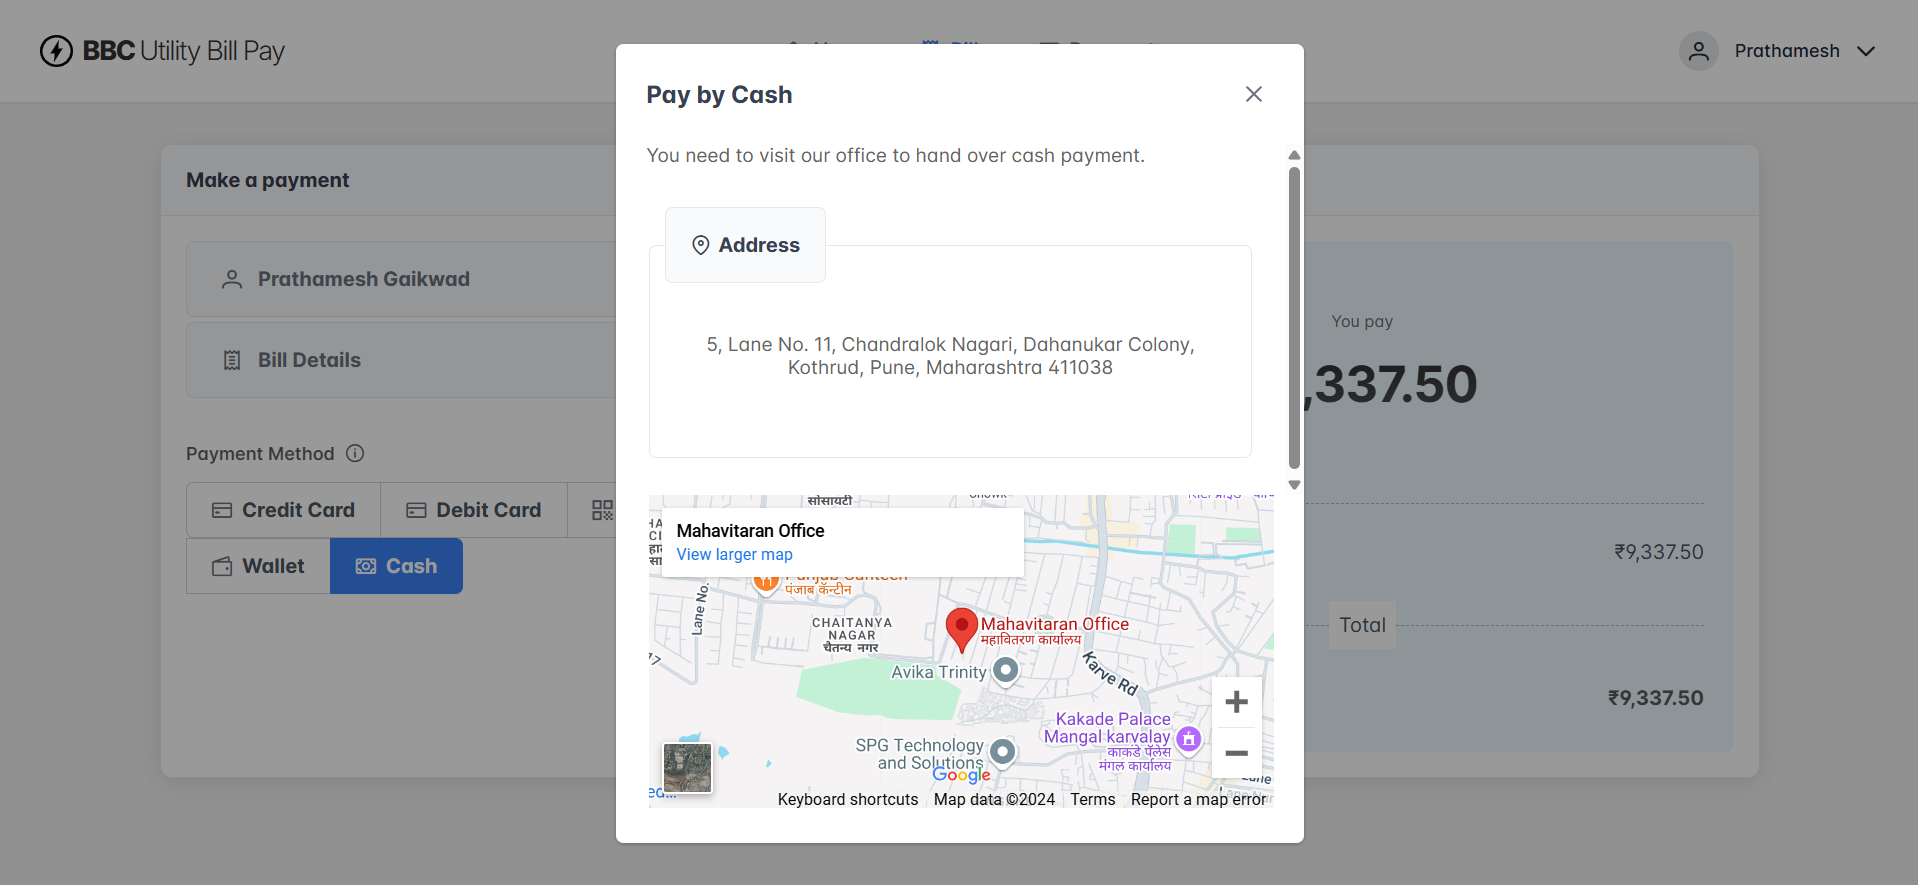 BBC Utility Bill Pay
Prathamesh
Make a payment
Prathamesh Gaikwad
Bill Details
Payment Method
Credit Card
Debit Card
Wallet
Cash
Pay by Cash
You need to visit our office to hand over cash payment.
Address
5, Lane No. 11, Chandralok Nagari, Dahanukar Colony,
Kothrud, Pune, Maharashtra 411038
सोसायटी
Mahavitaran Office
View larger map
पंजाब कॅन्टीन
Lane No.
CHAITANYA
NAGAR
चैतन्य नगर
Mahavitaran Office
महावितरण कार्यालय
Avika Trinity
Karve Rd
Kakade Palace
Mangal karyalay
काकडे पॅलेस
मंगल कार्यालय
SPG Technology
and Solutions
Google
Keyboard shortcuts
Map data ©2024
Terms
Report a map error
You pay
,337.50
₹9,337.50
Total
₹9,337.50